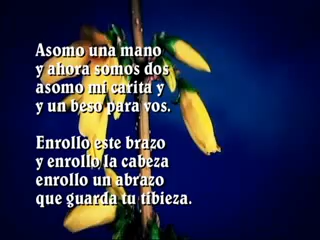 Asomo una mano
y ahora somos dos
asomo mi carita y
y un beso para vos.
Enrollo este brazo
y enrollo la cabeza
enrollo un abrazo
que guarda tu tibieza.